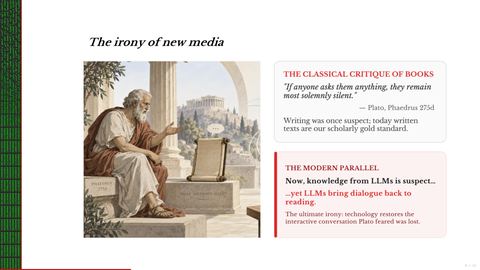 The irony of new media
THE CLASSICAL CRITIQUE OF BOOKS
"If anyone asks them anything, they remain
most solemnly silent."
— Plato, Phaedrus 275d
Writing was once suspect; today written
texts are our scholarly gold standard.
THE MODERN PARALLEL
Now, knowledge from LLMs is suspect...
...yet LLMs bring dialogue back to
reading.
The ultimate irony: technology restores the
interactive conversation Plato feared was lost.